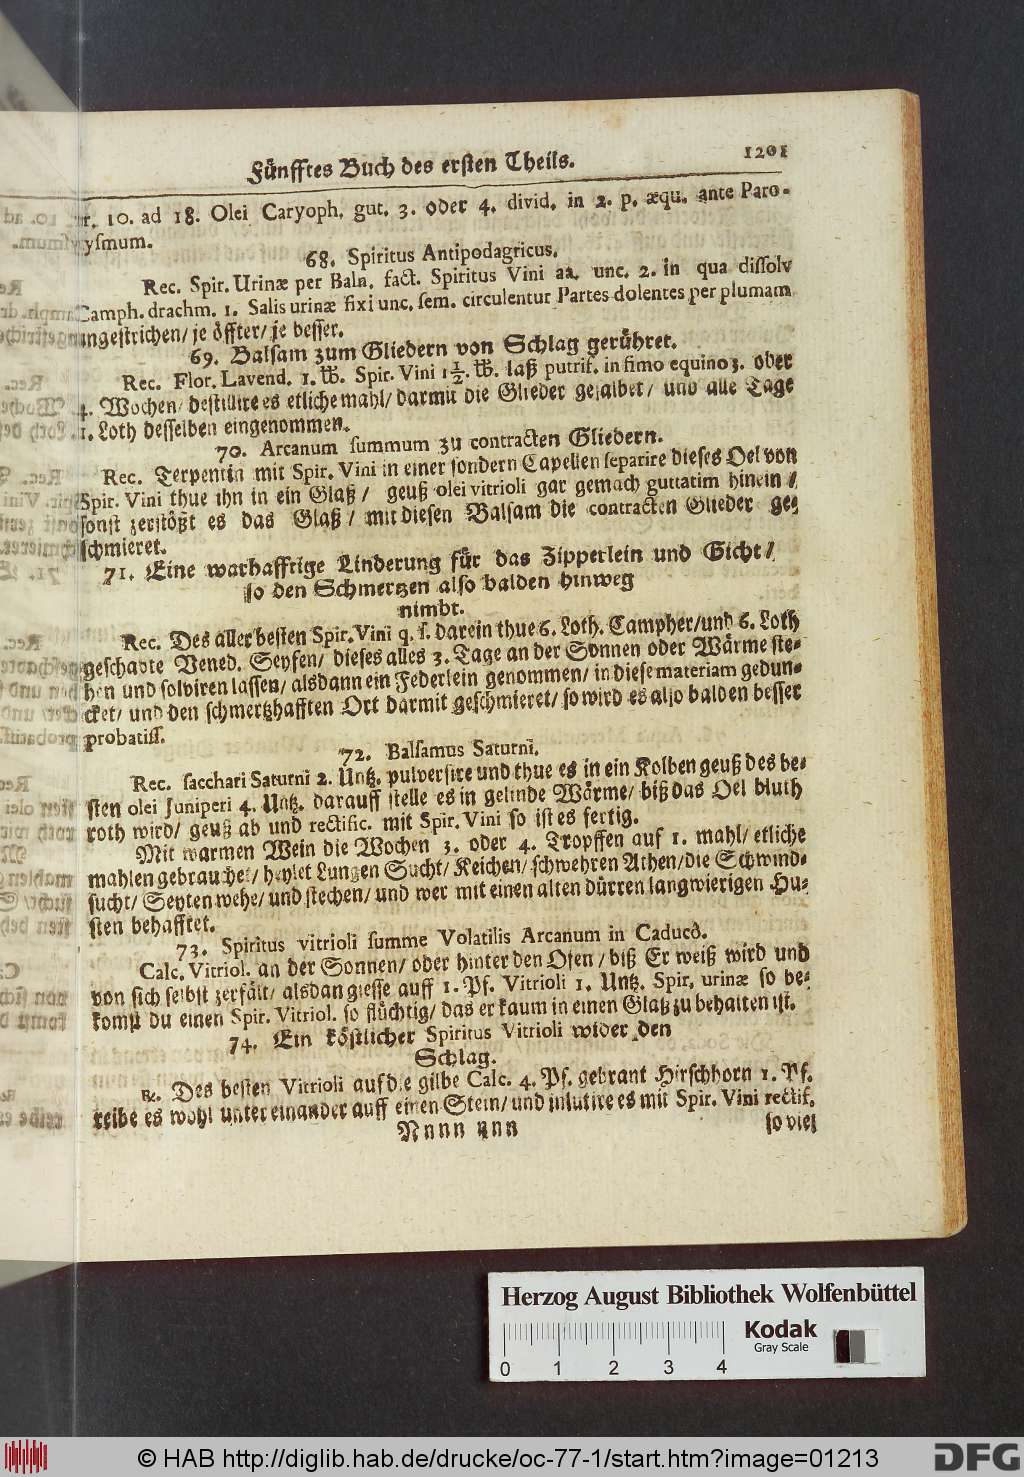 Fünfftes Buch des ersten Theils. 1201
gr. 10. ad 18. Olei Caryoph. gut. 3. oder 4. divid. in 2. p. æqu. ante Paro-
xysmum.
68. Spiritus Antipodagricus.
Rec. Spir. Urinæ per Baln. fact. Spiritus Vini aa. unc. 2. in qua dissolv
Camph. drachm. 1. Salis urinæ fixi unc. sem. circulentur Partes dolentes per plumam
angestrichen/ je öffter/ je besser.
69. Balsam zum Gliedern von Schlag gerühret.
Rec. Flor. Lavend. 1. ℔. Spir. Vini 1½. ℔. laß putrif. in fimo equino 3. oder
4. Wochen/ destillire es etliche mahl/ darmit die Glieder gesalbet/ und alle Tage
1. Loth desselben eingenommen.
70. Arcanum summum zu contracten Gliedern.
Rec. Terpentin mit Spir. Vini in einer sondern Capellen separire dieses Oel von
Spir. Vini thue ihn in ein Glaß/ geuß olei vitrioli gar gemach guttatim hinein/
sonst zerstößt es das Glaß/ mit diesen Balsam die contracten Glieder ge-
schmieret.
71. Eine warhafftige Linderung für das Zipperlein und Gicht/
so den Schmertzen also balden hinweg
nimbt.
Rec. Des allerbesten Spir. Vini q. s. darein thue 6. Loth. Campher/ und 6. Loth
geschabte Vened. Seyfen/ dieses alles 3. Tage an der Sonnen oder Wärme ste-
hen und solviren lassen/ alsdann ein Federlein genommen/ in diese materiam gedun-
cket/ und den schmertzhafften Ort darmit geschmieret/ so wird es also balden besser
probatiss.
72. Balsamus Saturni.
Rec. sacchari Saturni 2. Untz. pulversire und thue es in ein Kolben geuß des be-
sten olei Juniperi 4. Untz. darauff stelle es in gelinde Wärme/ biß das Oel bluth
roth wird/ geuß ab und rectific. mit Spir. Vini so ist es fertig.
Mit warmen Wein die Wochen 3. oder 4. Tropffen auf 1. mahl/ etliche
mahlen gebrauchet/ heylet Lungen Sucht/ Keichen/ schwehren Athen/ die Schwind-
sucht/ Seyten wehe/ und stechen/ und wer mit einen alten dürren langwierigen Hu-
sten behafftet.
73. Spiritus vitrioli summe Volatilis Arcanum in Caducô.
Calc. Vitriol. an der Sonnen/ oder hinter den Ofen/ biß Er weiß wird und
von sich selbst zerfält/ alsdan giesse auff 1. Pf. Vitrioli 1. Untz. Spir. urinæ so be-
komst du einen Spir. Vitriol. so flüchtig/ das er kaum in einen Glaß zu behalten ist.
74. Ein köstlicher Spiritus Vitrioli wider den
Schlag.
℞. Des besten Vitrioli auf die gilbe Calc. 4. Pf. gebrant Hirschhorn 1. Pf.
reibe es wohl unter einander auff einen Stein/ und inlutire es mit Spir. Vini rectif.
Nnnn nnn so viel
Herzog August Bibliothek Wolfenbüttel
Kodak
Gray Scale
0 1 2 3 4
© HAB http://diglib.hab.de/drucke/oc-77-1/start.htm?image=01213
DFG